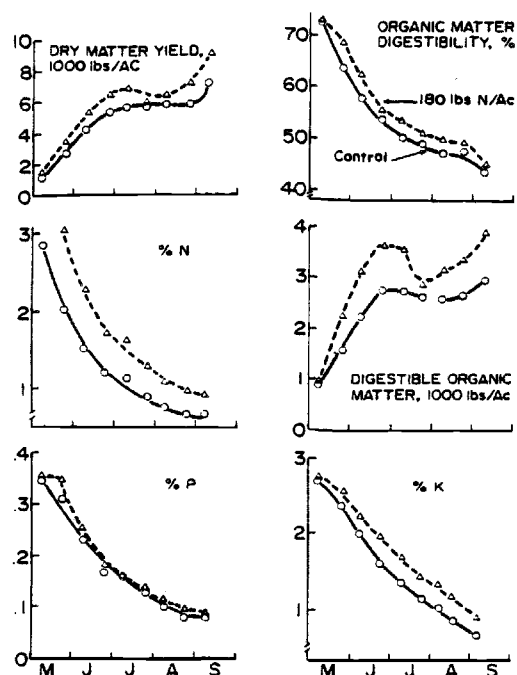 DRY MATTER YIELD,
1000 lbs/AC
10
8
6
4
2
0
ORGANIC MATTER
DIGESTIBILITY, %
70
60
50
40
180 lbs N/Ac
Control
% N
3
2
1
4
3
2
1
0
DIGESTIBLE ORGANIC
MATTER, 1000 lbs/Ac
% P
.4
.3
.2
.1
0
M J J A S
% K
3
2
1
M J J A S